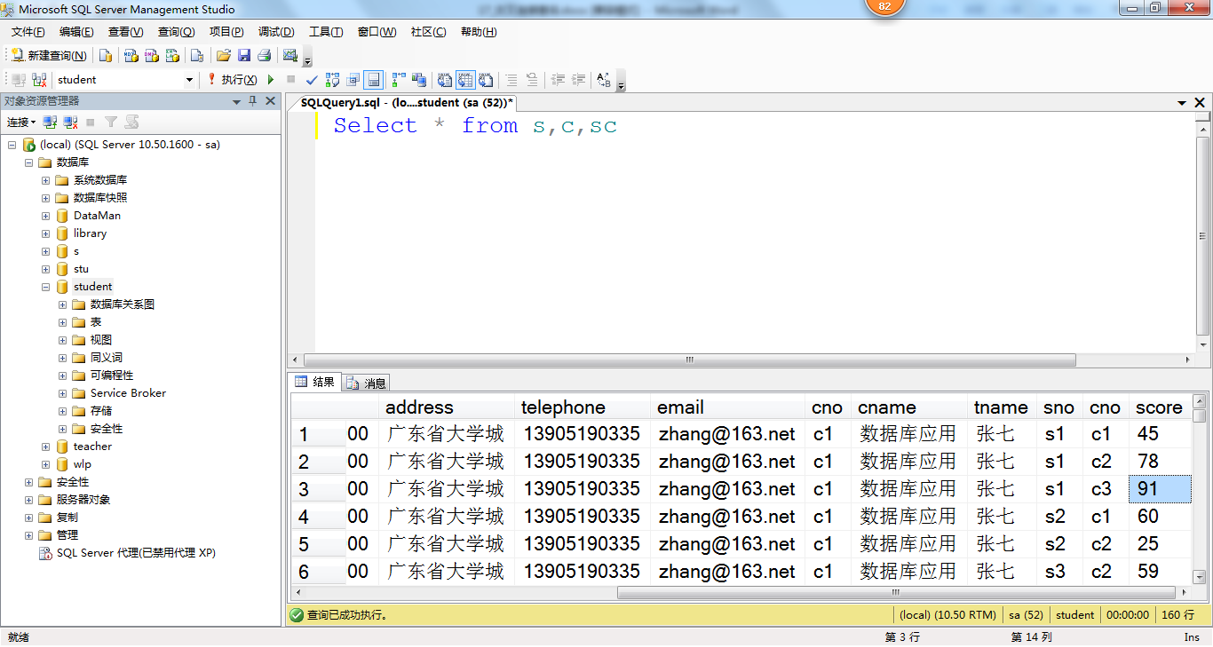 Microsoft SQL Server Management Studio
82
文件(F) 编辑(E) 查看(V) 查询(Q) 项目(P) 调试(D) 工具(T) 窗口(W) 社区(C) 帮助(H)
新建查询(N)
student 执行(X)
对象资源管理器
SQLQuery1.sql - (lo....student (sa (52))*
连接
Select * from s,c,sc
(local) (SQL Server 10.50.1600 - sa)
数据库
系统数据库
数据库快照
DataMan
library
s
stu
student
数据库关系图
表
视图
同义词
可编程性
Service Broker
存储
安全性
teacher
wlp
安全性
服务器对象
复制
管理
SQL Server 代理(已禁用代理 XP)
结果 消息
address telephone email cno cname tname sno cno score
1 00 广东省大学城 13905190335 zhang@163.net c1 数据库应用 张七 s1 c1 45
2 00 广东省大学城 13905190335 zhang@163.net c1 数据库应用 张七 s1 c2 78
3 00 广东省大学城 13905190335 zhang@163.net c1 数据库应用 张七 s1 c3 91
4 00 广东省大学城 13905190335 zhang@163.net c1 数据库应用 张七 s2 c1 60
5 00 广东省大学城 13905190335 zhang@163.net c1 数据库应用 张七 s2 c2 25
6 00 广东省大学城 13905190335 zhang@163.net c1 数据库应用 张七 s3 c2 59
查询已成功执行。 (local) (10.50 RTM) sa (52) student 00:00:00 160 行
就绪 第 3 行 第 14 列 Ins